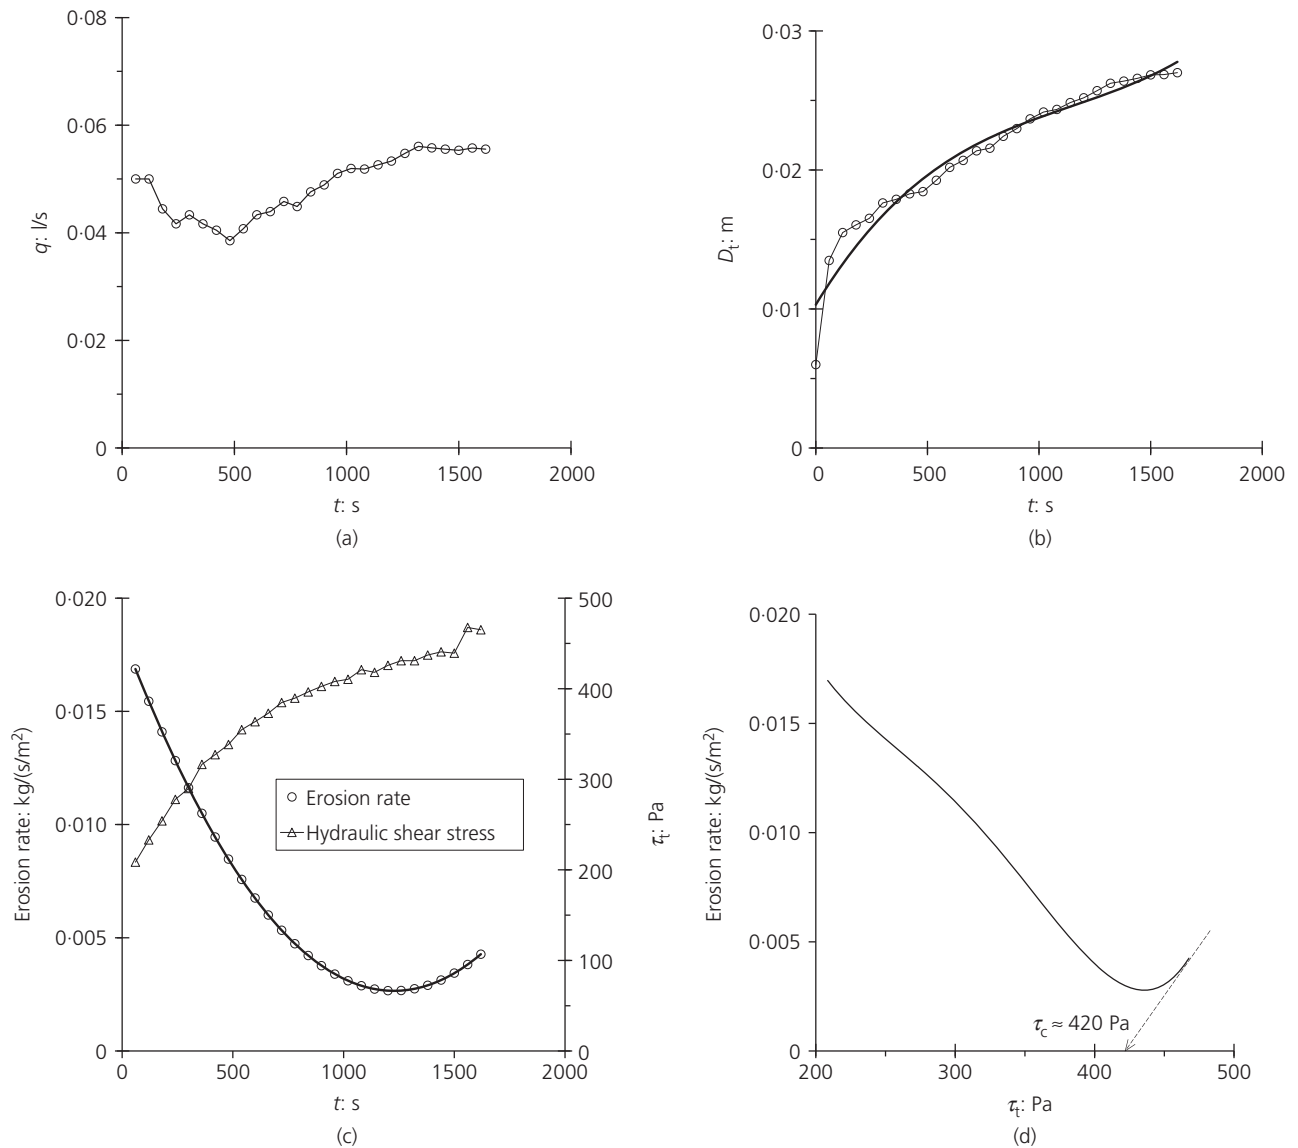 0·08
0·06
0·04
0·02
0
q: l/s
0
500
1000
1500
2000
t: s
(a)
0·03
0·02
0·01
0
D_t: m
0
500
1000
1500
2000
t: s
(b)
0·020
0·015
0·010
0·005
0
Erosion rate: kg/(s/m²)
500
400
300
200
100
0
τ_t: Pa
Erosion rate
Hydraulic shear stress
0
500
1000
1500
2000
t: s
(c)
0·020
0·015
0·010
0·005
0
Erosion rate: kg/(s/m²)
τ_c ≈ 420 Pa
200
300
400
500
τ_t: Pa
(d)